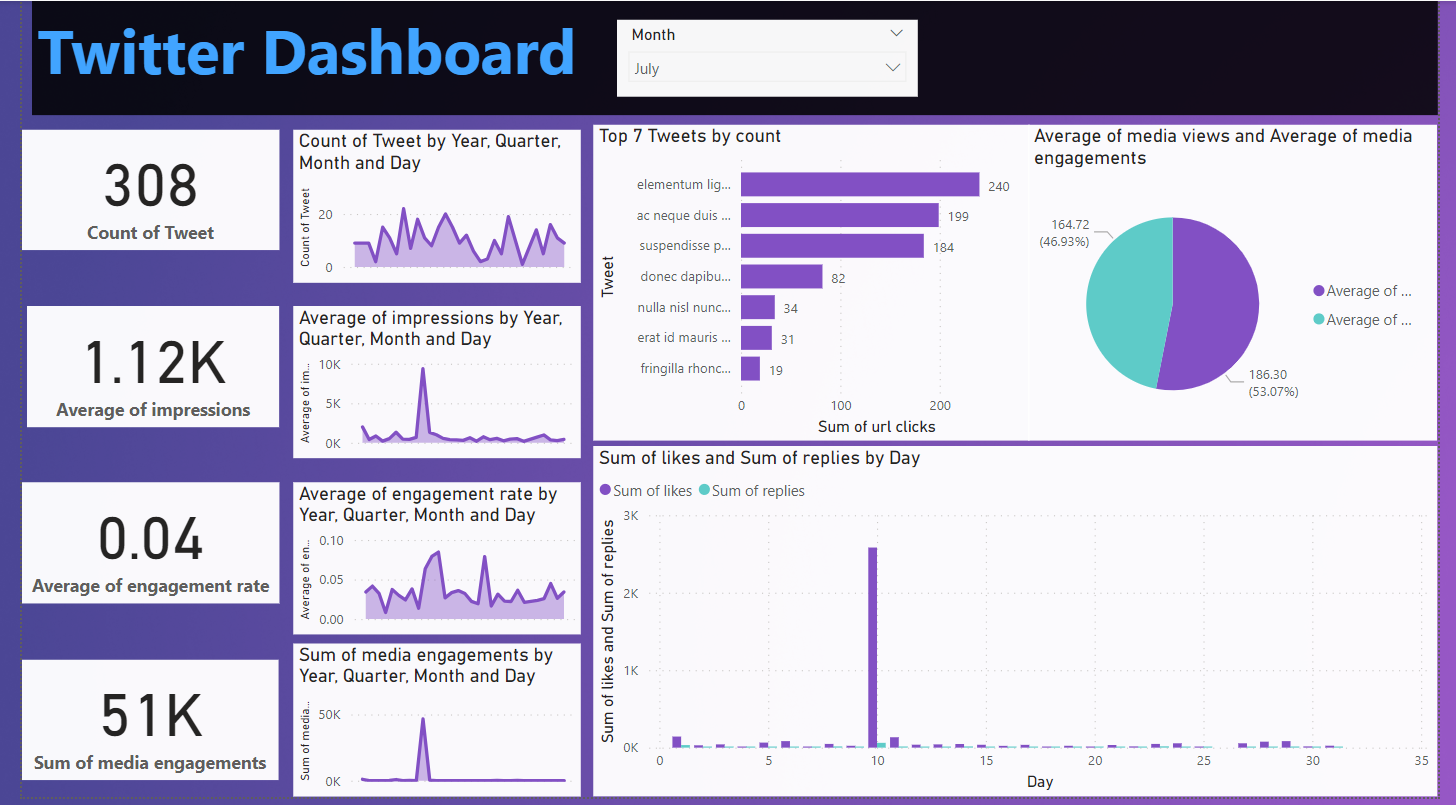 Twitter Dashboard
Month
July
308
Count of Tweet
Count of Tweet by Year, Quarter,
Month and Day
Count of Tweet
20
0
1.12K
Average of impressions
Average of impressions by Year,
Quarter, Month and Day
Average of im...
10K
5K
0K
0.04
Average of engagement rate
Average of engagement rate by
Year, Quarter, Month and Day
Average of en...
0.10
0.05
0.00
51K
Sum of media engagements
Sum of media engagements by
Year, Quarter, Month and Day
Sum of media...
50K
0K
Top 7 Tweets by count
Tweet
elementum lig... 240
ac neque duis ... 199
suspendisse p... 184
donec dapibu... 82
nulla nisl nunc... 34
erat id mauris ... 31
fringilla rhonc... 19
0 100 200
Sum of url clicks
Average of media views and Average of media
engagements
164.72
(46.93%)
186.30
(53.07%)
Average of ...
Average of ...
Sum of likes and Sum of replies by Day
Sum of likes Sum of replies
Sum of likes and Sum of replies
3K
2K
1K
0K
0 5 10 15 20 25 30 35
Day